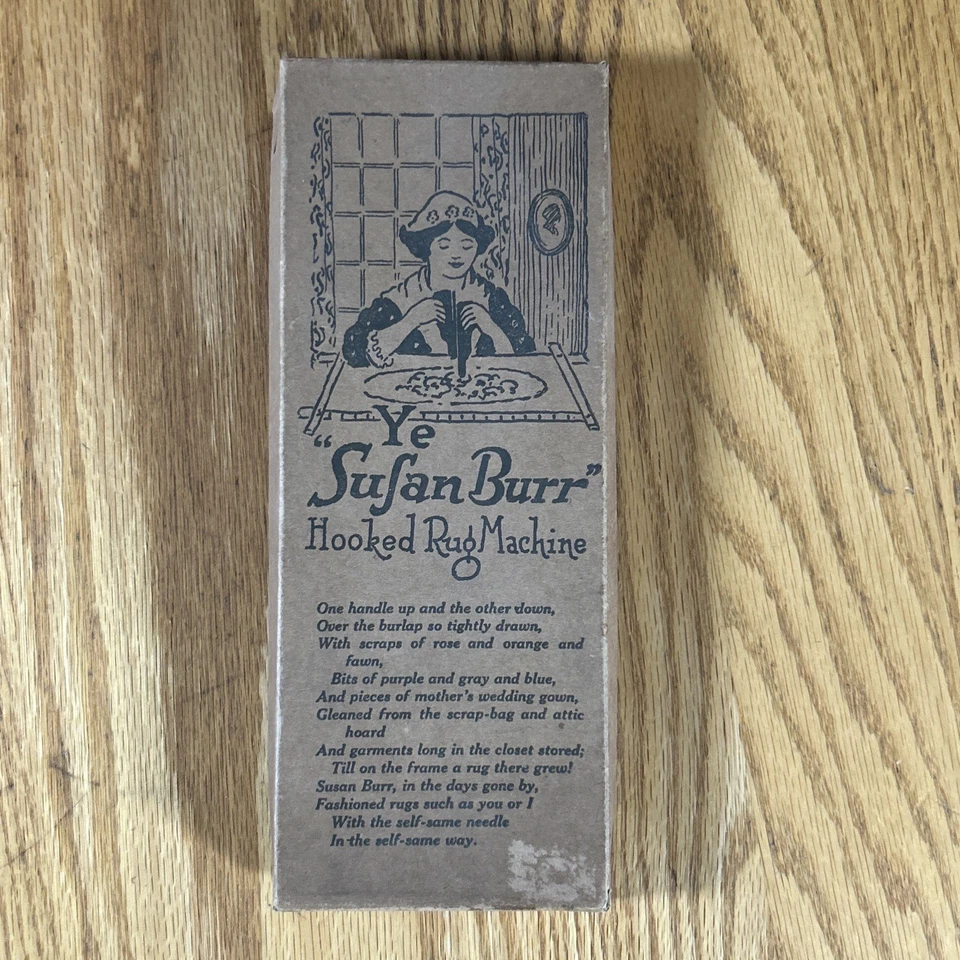 Ye
"Suſan Burr"
Hooked Rug Machine
One handle up and the other down,
Over the burlap so tightly drawn,
With scraps of rose and orange and
fawn,
Bits of purple and gray and blue,
And pieces of mother's wedding gown,
Gleaned from the scrap-bag and attic
hoard
And garments long in the closet stored;
Till on the frame a rug there grew!
Susan Burr, in the days gone by,
Fashioned rugs such as you or I
With the self-same needle
In the self-same way.